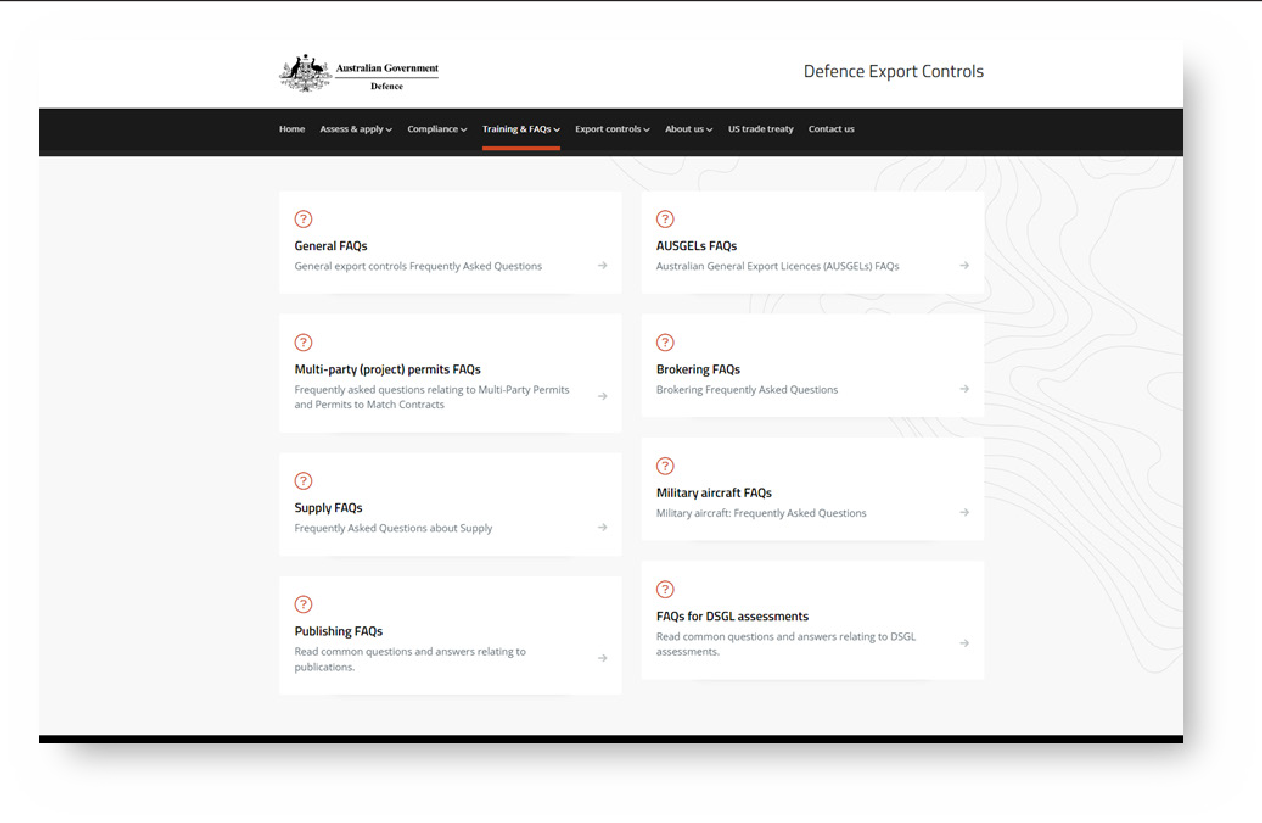 Australian Government
Defence
Defence Export Controls
Home Assess & apply Compliance Training & FAQs Export controls About us US trade treaty Contact us
General FAQs
General export controls Frequently Asked Questions
AUSGELs FAQs
Australian General Export Licences (AUSGELs) FAQs
Multi-party (project) permits FAQs
Frequently asked questions relating to Multi-Party Permits
and Permits to Match Contracts
Brokering FAQs
Brokering Frequently Asked Questions
Supply FAQs
Frequently Asked Questions about Supply
Military aircraft FAQs
Military aircraft: Frequently Asked Questions
Publishing FAQs
Read common questions and answers relating to
publications.
FAQs for DSGL assessments
Read common questions and answers relating to DSGL
assessments.